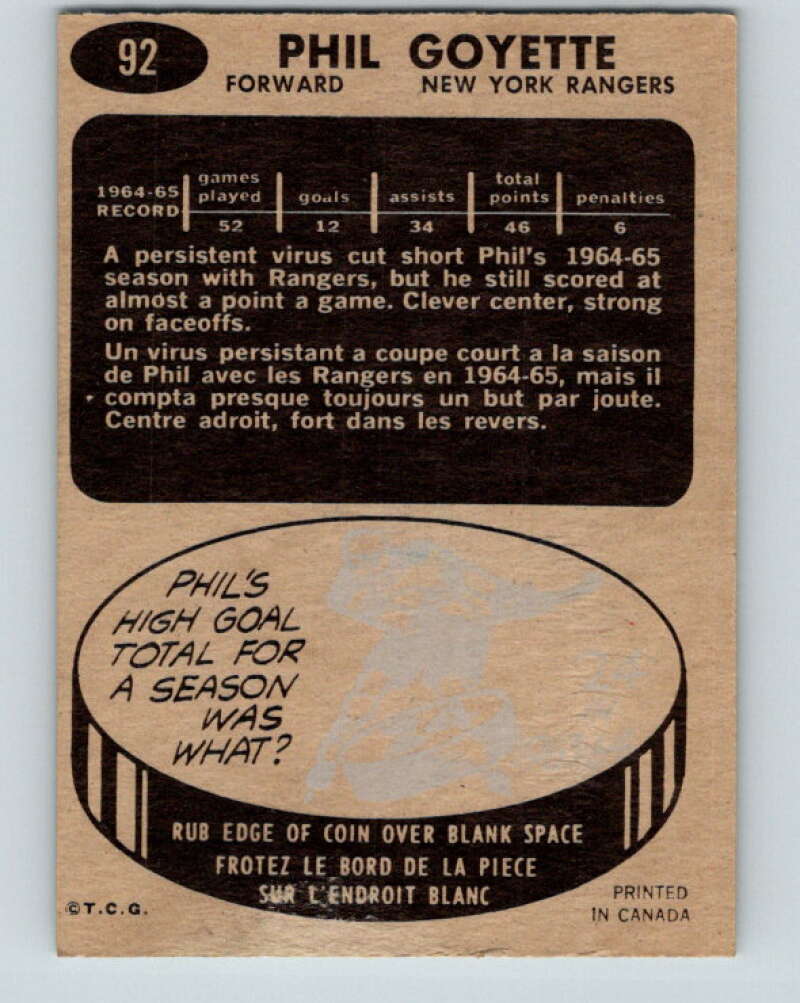 92
PHIL GOYETTE
FORWARD NEW YORK RANGERS
1964-65 RECORD
games played goals assists total points penalties
52 12 34 46 6
A persistent virus cut short Phil's 1964-65
season with Rangers, but he still scored at
almost a point a game. Clever center, strong
on faceoffs.
Un virus persistant a coupe court a la saison
de Phil avec les Rangers en 1964-65, mais il
compta presque toujours un but par joute.
Centre adroit, fort dans les revers.
PHIL'S
HIGH GOAL
TOTAL FOR
A SEASON
WAS
WHAT?
RUB EDGE OF COIN OVER BLANK SPACE
FROTEZ LE BORD DE LA PIECE
SUR L'ENDROIT BLANC
©T.C.G.
PRINTED
IN CANADA